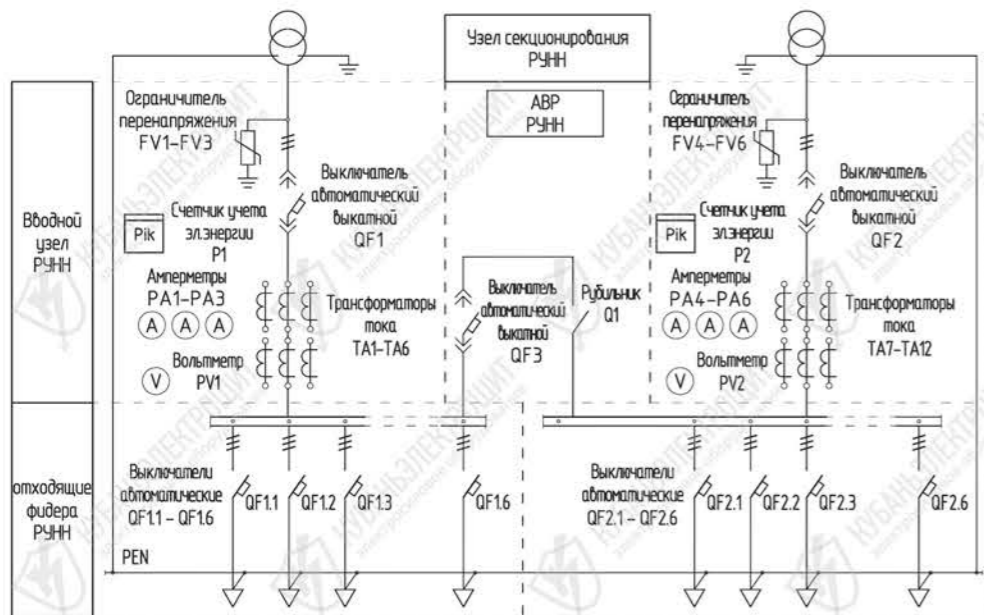 Узел секционирования
РУНН
АВР
РУНН
Вводной
узел
РУНН
Ограничитель
перенапряжения
FV1-FV3
Выключатель
автоматический
выкатной
QF1
Pik
Счетчик учета
эл.энергии
P1
Амперметры
PA1-PA3
A
A
A
Трансформаторы
тока
TA1-TA6
Вольтметр
PV1
V
Выключатель
автоматический
выкатной
QF3
Рубильник
Q1
Ограничитель
перенапряжения
FV4-FV6
Выключатель
автоматический
выкатной
QF2
Pik
Счетчик учета
эл.энергии
P2
Амперметры
PA4-PA6
A
A
A
Трансформаторы
тока
TA7-TA12
Вольтметр
PV2
V
отходящие
фидера
РУНН
Выключатели
автоматические
QF1.1 - QF1.6
QF1.1
QF1.2
QF1.3
QF1.6
Выключатели
автоматические
QF2.1 - QF2.6
QF2.1
QF2.2
QF2.3
QF2.6
PEN
КУБАНЬЭЛЕКТРОЩИТ